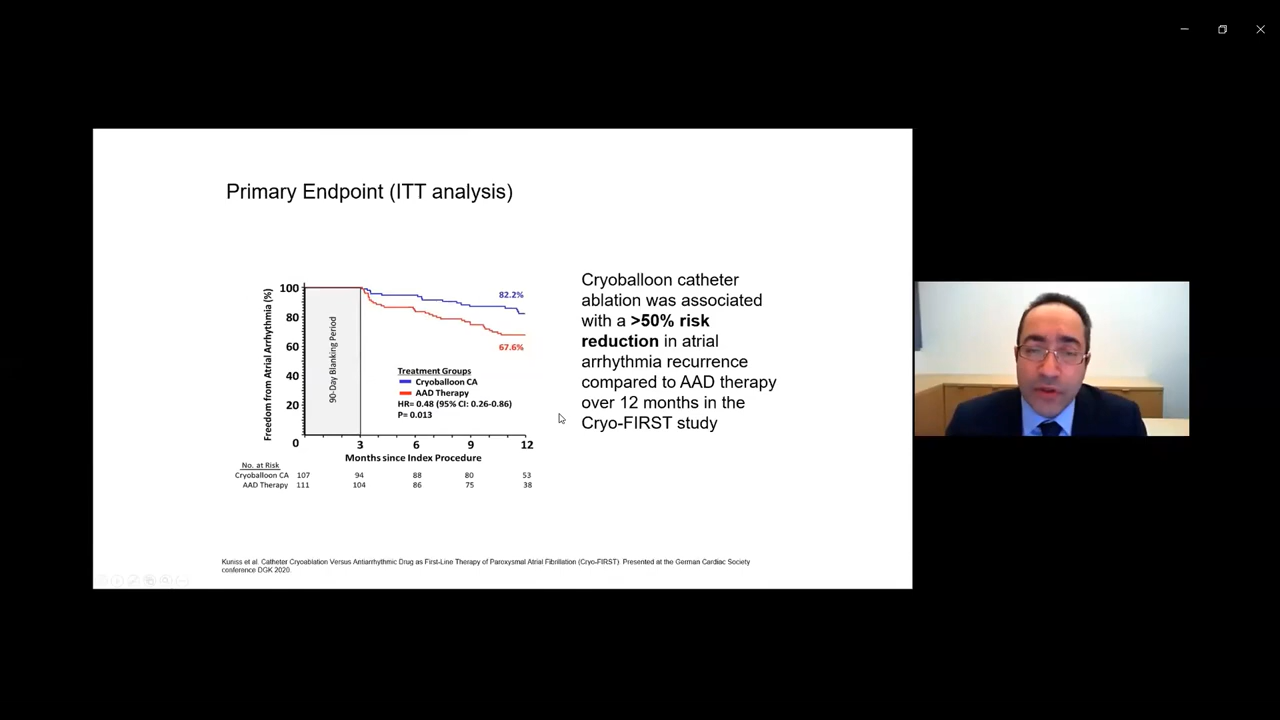 Primary Endpoint (ITT analysis)
Freedom from Atrial Arrhythmia (%)
100
80
60
40
20
0
90-Day Blanking Period
82.2%
67.6%
Treatment Groups
Cryoballoon CA
AAD Therapy
HR= 0.48 (95% CI: 0.26-0.86)
P= 0.013
3 6 9 12
Months since Index Procedure
No. at Risk
Cryoballoon CA 107 94 88 80 53
AAD Therapy 111 104 86 75 38
Cryoballoon catheter
ablation was associated
with a >50% risk
reduction in atrial
arrhythmia recurrence
compared to AAD therapy
over 12 months in the
Cryo-FIRST study
Kuniss et al. Catheter Cryoablation Versus Antiarrhythmic Drug as First-Line Therapy of Paroxysmal Atrial Fibrillation (Cryo-FIRST). Presented at the German Cardiac Society
conference DGK 2020.